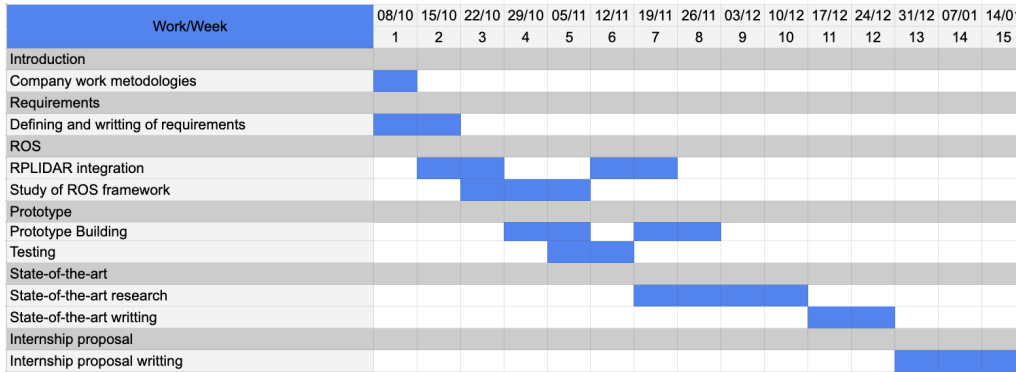 Work/Week 08/10 15/10 22/10 29/10 05/11 12/11 19/11 26/11 03/12 10/12 17/12 24/12 31/12 07/01 14/01
1 2 3 4 5 6 7 8 9 10 11 12 13 14 15
Introduction
Company work metodologies
Requirements
Defining and writting of requirements
ROS
RPLIDAR integration
Study of ROS framework
Prototype
Prototype Building
Testing
State-of-the-art
State-of-the-art research
State-of-the-art writting
Internship proposal
Internship proposal writting